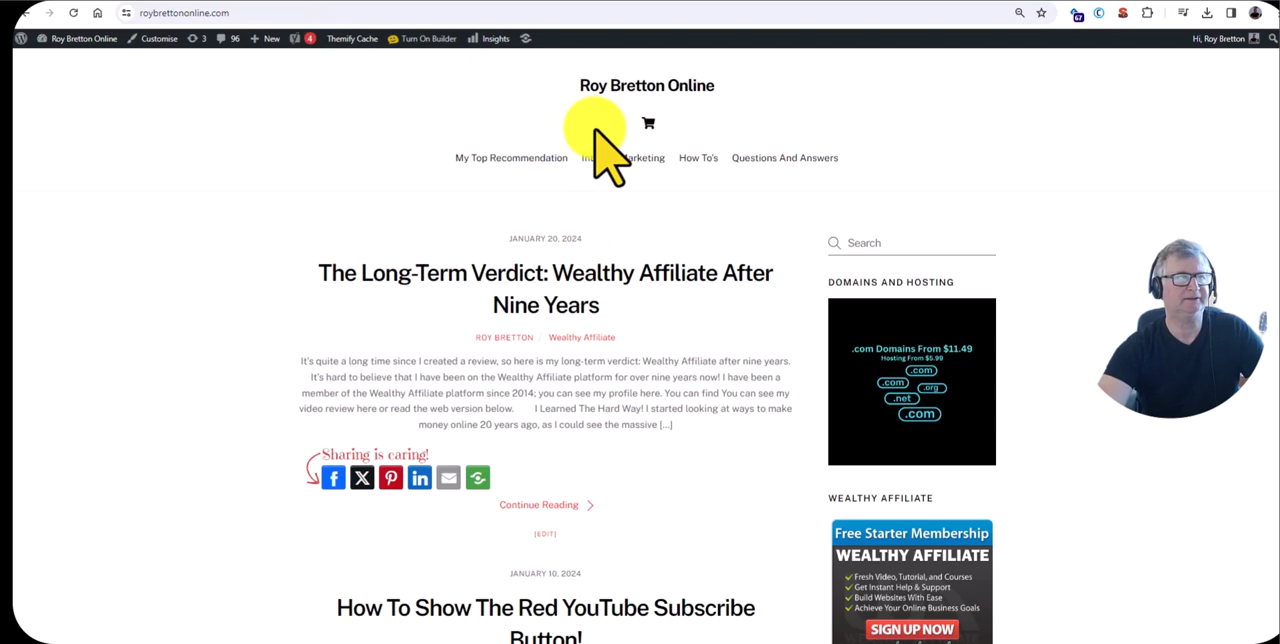 roybrettononline.com
67
Roy Bretton Online
Customise
3
96
New
4
Themify Cache
Turn On Builder
Insights
Hi, Roy Bretton
Roy Bretton Online
My Top Recommendation
How To's
Questions And Answers
JANUARY 20, 2024
The Long-Term Verdict: Wealthy Affiliate After
Nine Years
ROY BRETTON / Wealthy Affiliate
It's quite a long time since I created a review, so here is my long-term verdict: Wealthy Affiliate after nine years.
It's hard to believe that I have been on the Wealthy Affiliate platform for over nine years now! I have been a
member of the Wealthy Affiliate platform since 2014; you can see my profile here. You can find You can see my
video review here or read the web version below. I Learned The Hard Way! I started looking at ways to make
money online 20 years ago, as I could see the massive [...]
Sharing is caring!
Continue Reading
[EDIT]
JANUARY 10, 2024
How To Show The Red YouTube Subscribe
Button!
Search
DOMAINS AND HOSTING
.com Domains From $11.49
Hosting From $5.99
.com
.com
.org
.net
.com
WEALTHY AFFILIATE
Free Starter Membership
WEALTHY AFFILIATE
Fresh Video, Tutorial, and Courses
Get Instant Help & Support
Build Websites With Ease
Achieve Your Online Business Goals
SIGN UP NOW